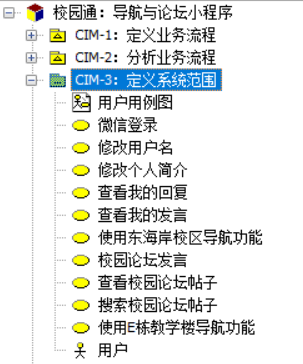 校园通：导航与论坛小程序
CIM-1：定义业务流程
CIM-2：分析业务流程
CIM-3：定义系统范围
用户用例图
微信登录
修改用户名
修改个人简介
查看我的回复
查看我的发言
使用东海岸校区导航功能
校园论坛发言
查看校园论坛帖子
搜索校园论坛帖子
使用E栋教学楼导航功能
用户